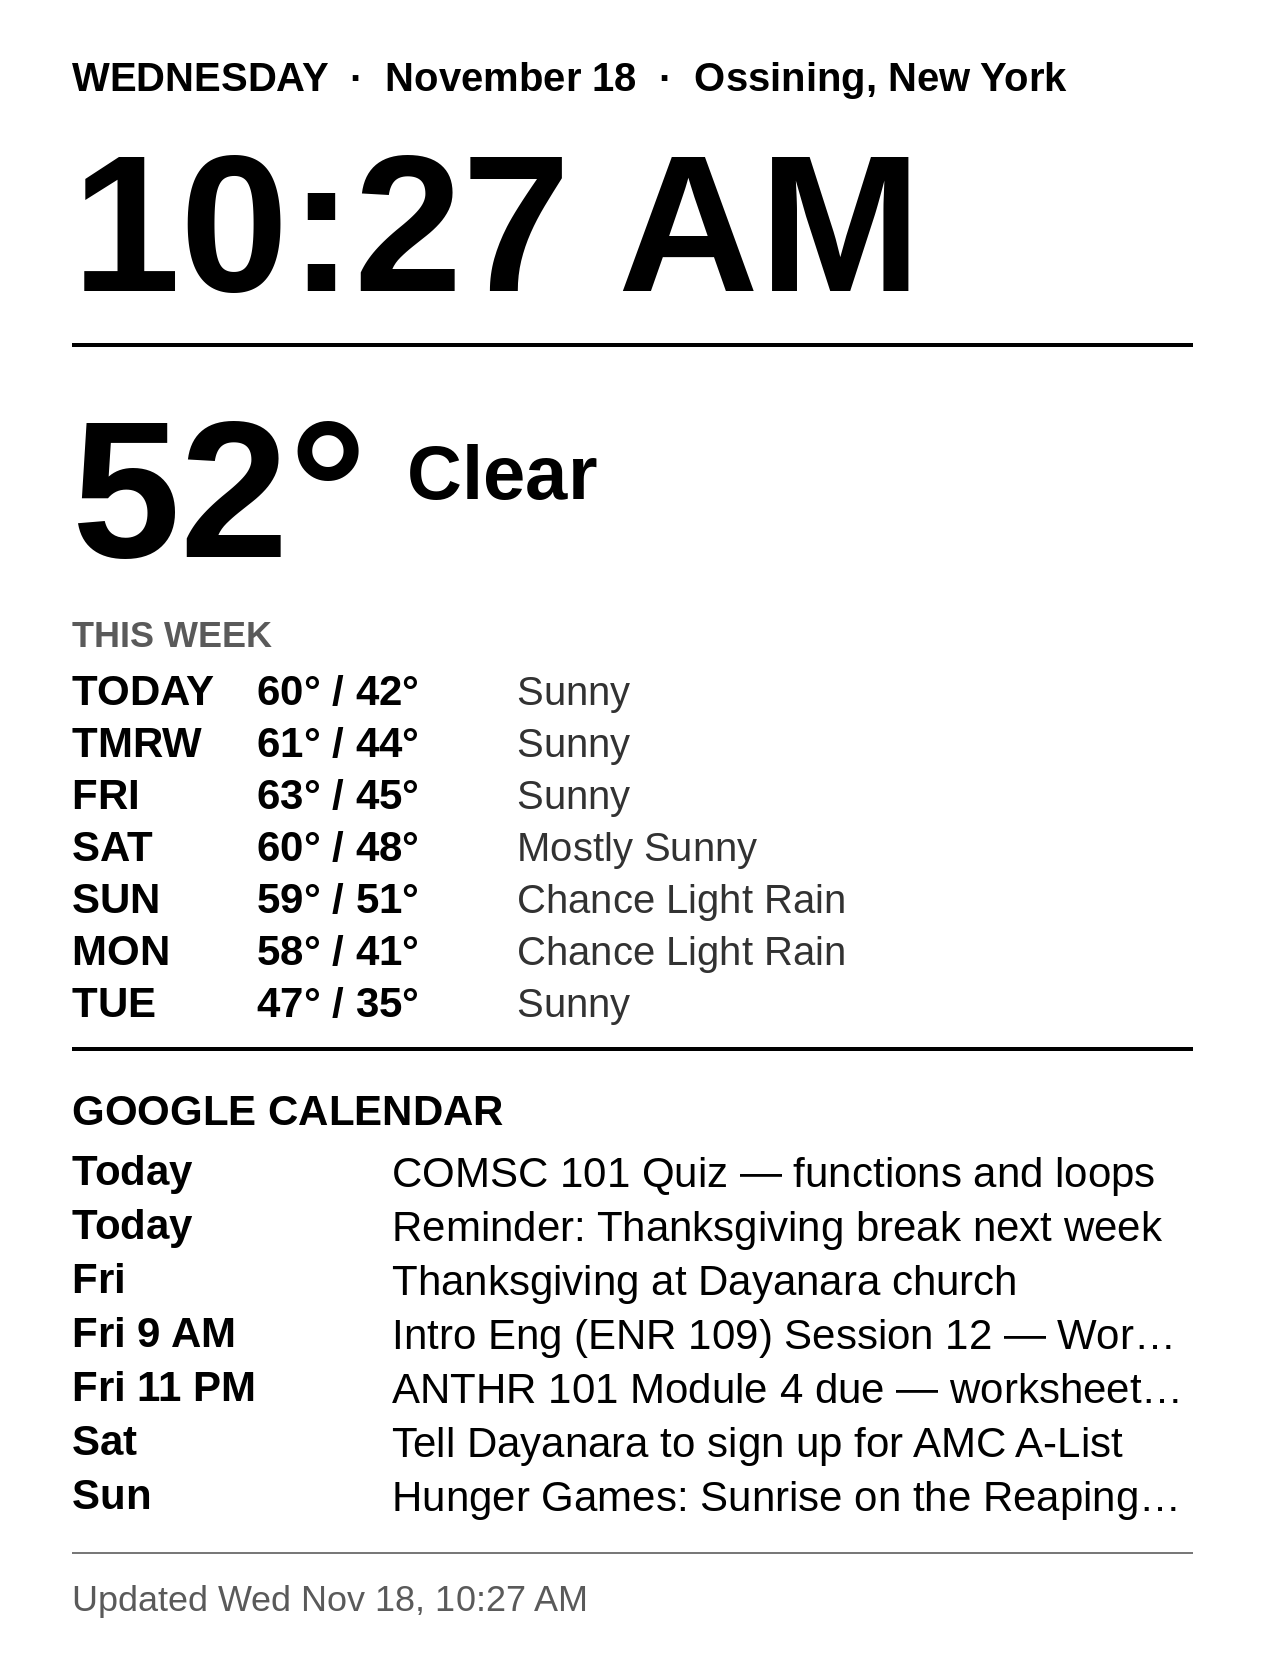 WEDNESDAY · November 18 · Ossining, New York
10:27 AM
52° Clear
THIS WEEK
TODAY 60° / 42° Sunny
TMRW 61° / 44° Sunny
FRI 63° / 45° Sunny
SAT 60° / 48° Mostly Sunny
SUN 59° / 51° Chance Light Rain
MON 58° / 41° Chance Light Rain
TUE 47° / 35° Sunny
GOOGLE CALENDAR
Today COMSC 101 Quiz — functions and loops
Today Reminder: Thanksgiving break next week
Fri Thanksgiving at Dayanara church
Fri 9 AM Intro Eng (ENR 109) Session 12 — Wor…
Fri 11 PM ANTHR 101 Module 4 due — worksheet…
Sat Tell Dayanara to sign up for AMC A-List
Sun Hunger Games: Sunrise on the Reaping…
Updated Wed Nov 18, 10:27 AM